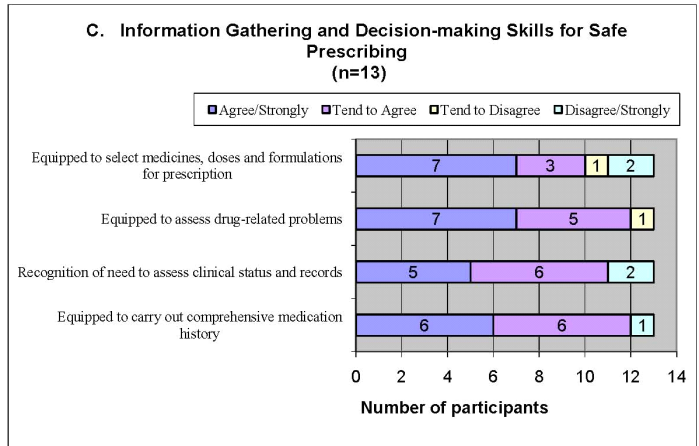 C. Information Gathering and Decision-making Skills for Safe
Prescribing
(n=13)
Agree/Strongly Tend to Agree Tend to Disagree Disagree/Strongly
Equipped to select medicines, doses and formulations
for prescription
7 3 1 2
Equipped to assess drug-related problems
7 5 1
Recognition of need to assess clinical status and records
5 6 2
Equipped to carry out comprehensive medication
history
6 6 1
0 2 4 6 8 10 12 14
Number of participants